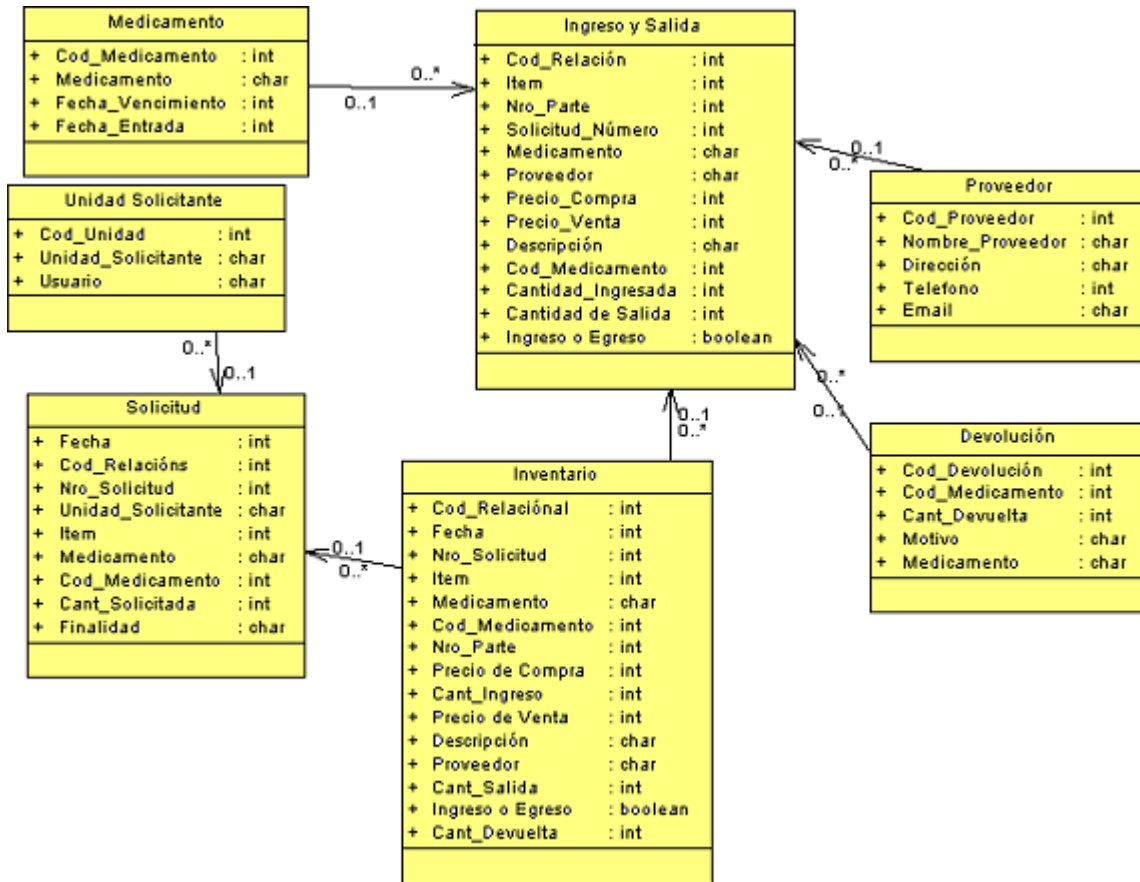 Medicamento
+ Cod_Medicamento : int
+ Medicamento : char
+ Fecha_Vencimiento : int
+ Fecha_Entrada : int
0..*
0..1
Ingreso y Salida
+ Cod_Relación : int
+ Item : int
+ Nro_Parte : int
+ Solicitud_Número : int
+ Medicamento : char
+ Proveedor : char
+ Precio_Compra : int
+ Precio_Venta : int
+ Descripción : char
+ Cod_Medicamento : int
+ Cantidad_Ingresada : int
+ Cantidad de Salida : int
+ Ingreso o Egreso : boolean
0..1
0..*
Proveedor
+ Cod_Proveedor : int
+ Nombre_Proveedor : char
+ Dirección : char
+ Telefono : int
+ Email : char
Unidad Solicitante
+ Cod_Unidad : int
+ Unidad_Solicitante : char
+ Usuario : char
0..*
0..1
Solicitud
+ Fecha : int
+ Cod_Relacións : int
+ Nro_Solicitud : int
+ Unidad_Solicitante : char
+ Item : int
+ Medicamento : char
+ Cod_Medicamento : int
+ Cant_Solicitada : int
+ Finalidad : char
0..1
0..*
0..1
0..*
Inventario
+ Cod_Relaciónal : int
+ Fecha : int
+ Nro_Solicitud : int
+ Item : int
+ Medicamento : char
+ Cod_Medicamento : int
+ Nro_Parte : int
+ Precio de Compra : int
+ Cant_Ingreso : int
+ Precio de Venta : int
+ Descripción : char
+ Proveedor : char
+ Cant_Salida : int
+ Ingreso o Egreso : boolean
+ Cant_Devuelta : int
0..*
0..1
Devolución
+ Cod_Devolución : int
+ Cod_Medicamento : int
+ Cant_Devuelta : int
+ Motivo : char
+ Medicamento : char